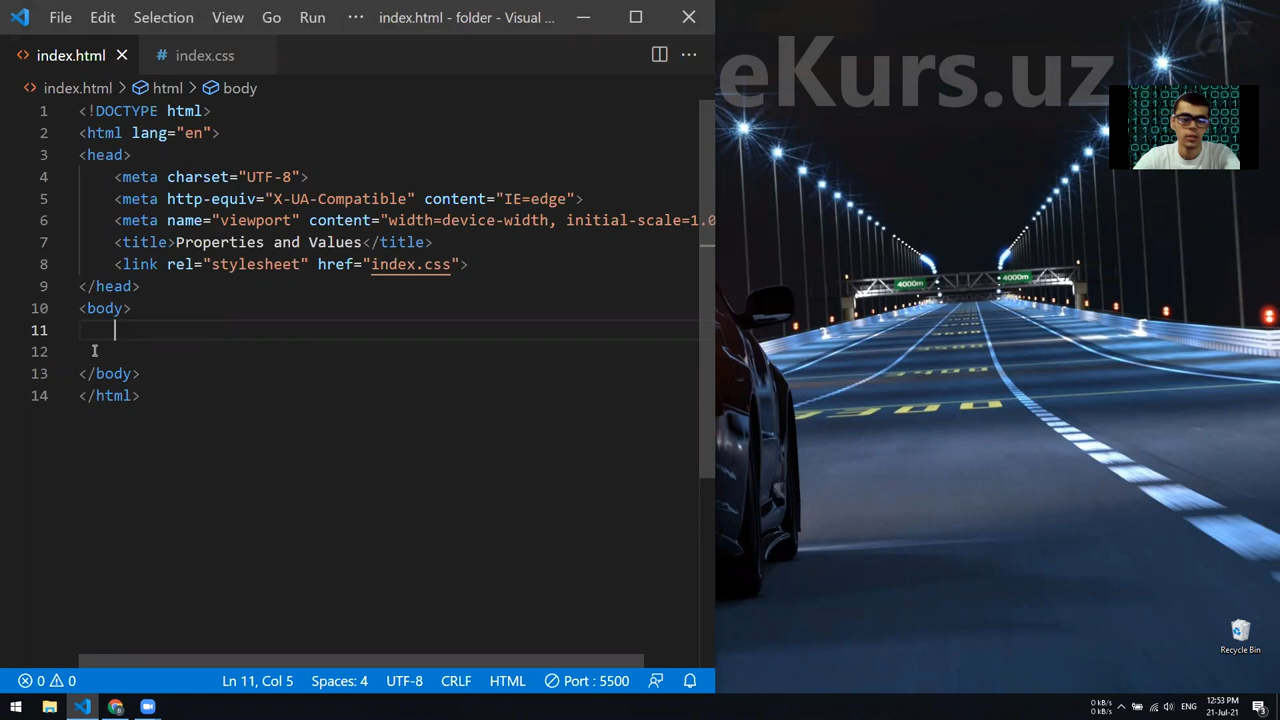 File Edit Selection View Go Run ··· index.html - folder - Visual ...
index.html index.css
index.html > html > body
1 <!DOCTYPE html>
2 <html lang="en">
3 <head>
4 <meta charset="UTF-8">
5 <meta http-equiv="X-UA-Compatible" content="IE=edge">
6 <meta name="viewport" content="width=device-width, initial-scale=1.0
7 <title>Properties and Values</title>
8 <link rel="stylesheet" href="index.css">
9 </head>
10 <body>
11
12
13 </body>
14 </html>
0 0 Ln 11, Col 5 Spaces: 4 UTF-8 CRLF HTML Port : 5500
eKurs.uz
4000m 4000m
Recycle Bin
0 kB/s
0 kB/s
12:53 PM
21-Jul-21
3